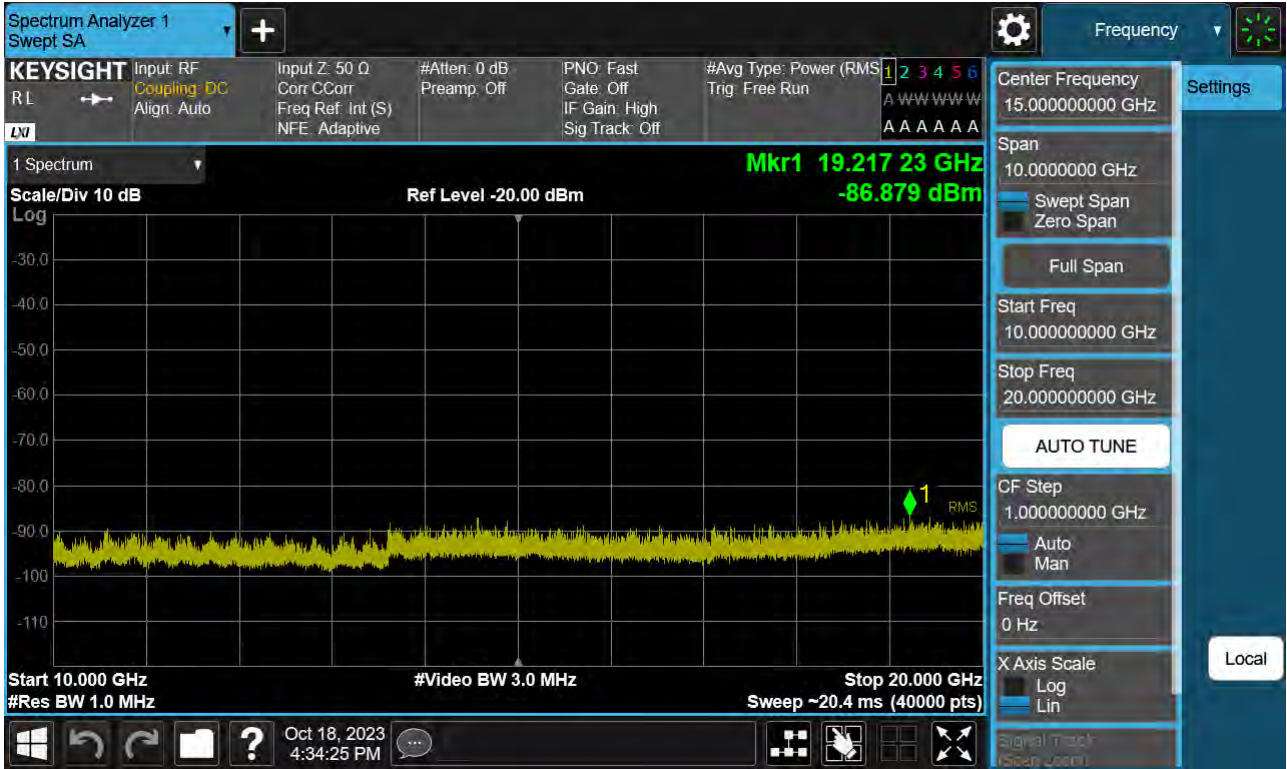 Spectrum Analyzer 1
Swept SA
+
Frequency
KEYSIGHT
R L
LXI
Input: RF
Coupling: DC
Align: Auto
Input Z: 50 Ω
Corr CCorr
Freq Ref: Int (S)
NFE: Adaptive
#Atten: 0 dB
Preamp: Off
PNO: Fast
Gate: Off
IF Gain: High
Sig Track: Off
#Avg Type: Power (RMS
Trig: Free Run
1 2 3 4 5 6
A W W W W W
A A A A A A
1 Spectrum
Scale/Div 10 dB
Ref Level -20.00 dBm
Mkr1 19.217 23 GHz
-86.879 dBm
Log
-30.0
-40.0
-50.0
-60.0
-70.0
-80.0
-90.0
-100
-110
1
RMS
Start 10.000 GHz
#Res BW 1.0 MHz
#Video BW 3.0 MHz
Stop 20.000 GHz
Sweep ~20.4 ms (40000 pts)
Center Frequency
15.000000000 GHz
Settings
Span
10.0000000 GHz
Swept Span
Zero Span
Full Span
Start Freq
10.000000000 GHz
Stop Freq
20.000000000 GHz
AUTO TUNE
CF Step
1.000000000 GHz
Auto
Man
Freq Offset
0 Hz
X Axis Scale
Log
Lin
Local
Signal Track
(Span Zoom)
?
Oct 18, 2023
4:34:25 PM